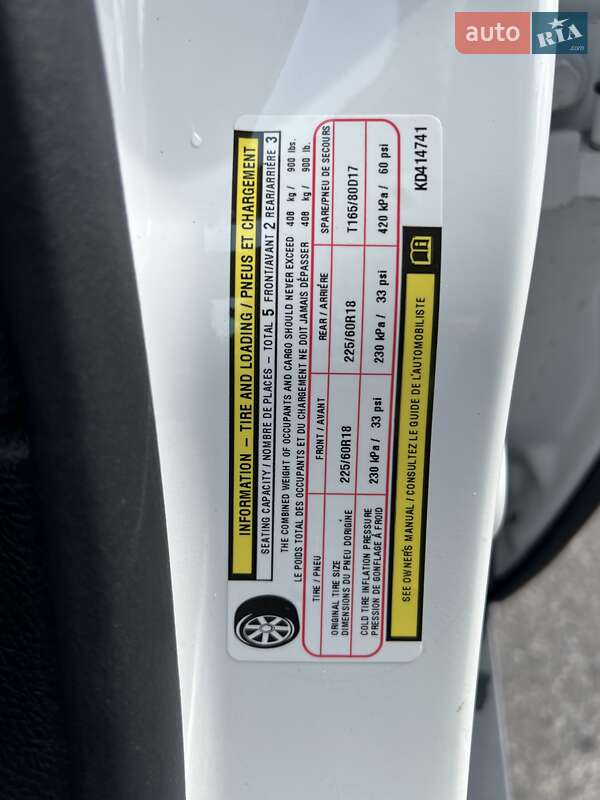 auto RIA.com
INFORMATION – TIRE AND LOADING / PNEUS ET CHARGEMENT
SEATING CAPACITY / NOMBRE DE PLACES – TOTAL 5 FRONT/AVANT 2 REAR/ARRIÈRE 3
THE COMBINED WEIGHT OF OCCUPANTS AND CARGO SHOULD NEVER EXCEED 408 kg / 900 lbs.
LE POIDS TOTAL DES OCCUPANTS ET DU CHARGEMENT NE DOIT JAMAIS DÉPASSER 408 kg / 900 lb.
TIRE / PNEU FRONT / AVANT REAR / ARRIÈRE SPARE/PNEU DE SECOURS
ORIGINAL TIRE SIZE
DIMENSIONS DU PNEU DORIGINE 225/60R18 225/60R18 T165/80D17
COLD TIRE INFLATION PRESSURE
PRESSION DE GONFLAGE À FROID 230 kPa / 33 psi 230 kPa / 33 psi 420 kPa / 60 psi
SEE OWNER'S MANUAL / CONSULTEZ LE GUIDE DE L'AUTOMOBILISTE
KD414741